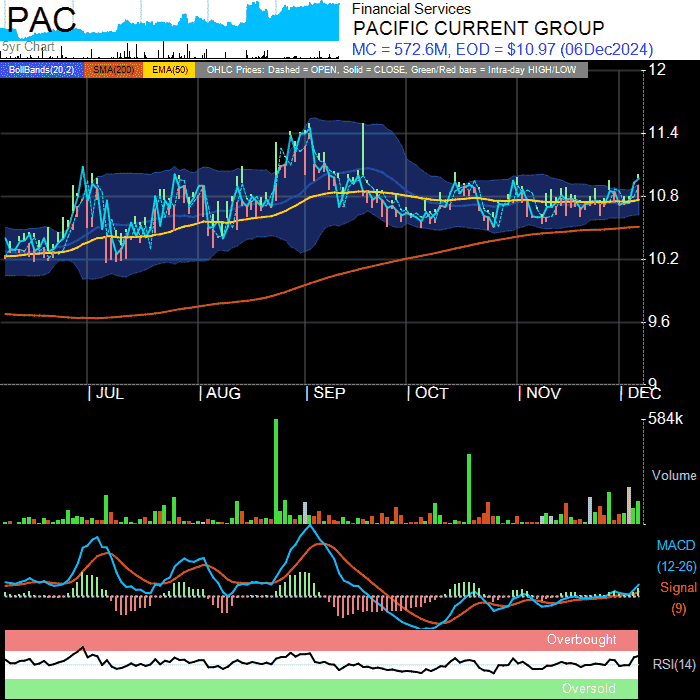 PAC
5yr Chart
Financial Services
PACIFIC CURRENT GROUP
MC = 572.6M, EOD = $10.97 (06Dec2024)
BollBands(20,2) SMA(200) EMA(50) OHLC Prices: Dashed = OPEN, Solid = CLOSE, Green/Red bars = Intra-day HIGH/LOW
12
11.4
10.8
10.2
9.6
9
| JUL | AUG | SEP | OCT | NOV | DEC
584k
Volume
MACD
(12-26)
Signal
(9)
Overbought
RSI(14)
Oversold